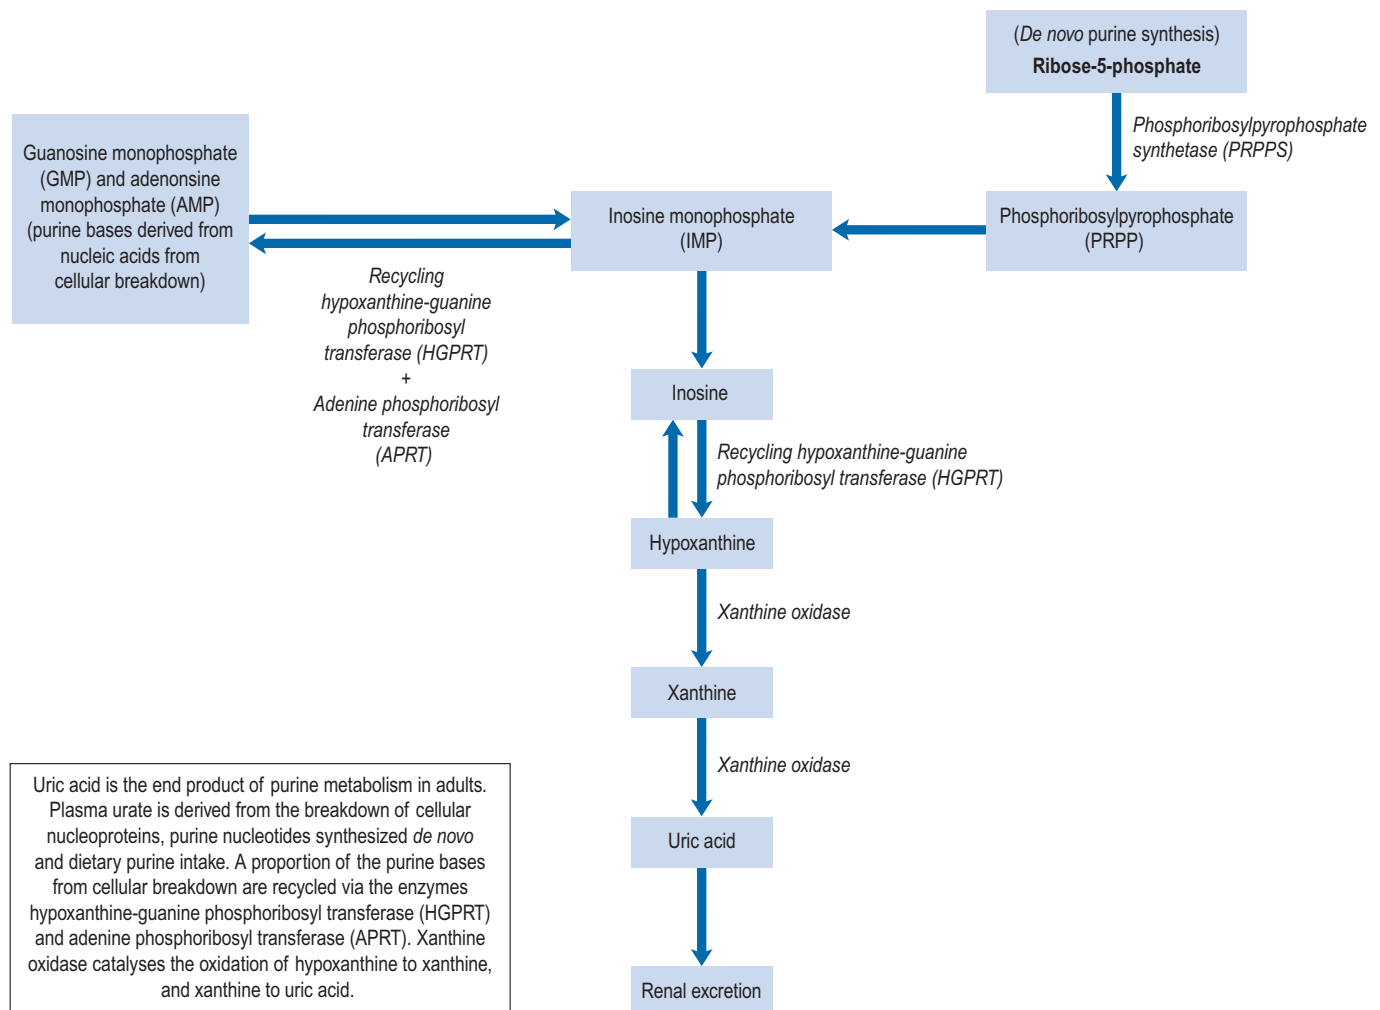 (De novo purine synthesis)
Ribose-5-phosphate
Phosphoribosylpyrophosphate
synthetase (PRPPS)
Guanosine monophosphate
(GMP) and adenonsine
monophosphate (AMP)
(purine bases derived from
nucleic acids from
cellular breakdown)
Inosine monophosphate
(IMP)
Phosphoribosylpyrophosphate
(PRPP)
Recycling
hypoxanthine-guanine
phosphoribosyl
transferase (HGPRT)
+
Adenine phosphoribosyl
transferase
(APRT)
Inosine
Recycling hypoxanthine-guanine
phosphoribosyl transferase (HGPRT)
Hypoxanthine
Xanthine oxidase
Xanthine
Xanthine oxidase
Uric acid
Renal excretion
Uric acid is the end product of purine metabolism in adults.
Plasma urate is derived from the breakdown of cellular
nucleoproteins, purine nucleotides synthesized de novo
and dietary purine intake. A proportion of the purine bases
from cellular breakdown are recycled via the enzymes
hypoxanthine-guanine phosphoribosyl transferase (HGPRT)
and adenine phosphoribosyl transferase (APRT). Xanthine
oxidase catalyses the oxidation of hypoxanthine to xanthine,
and xanthine to uric acid.